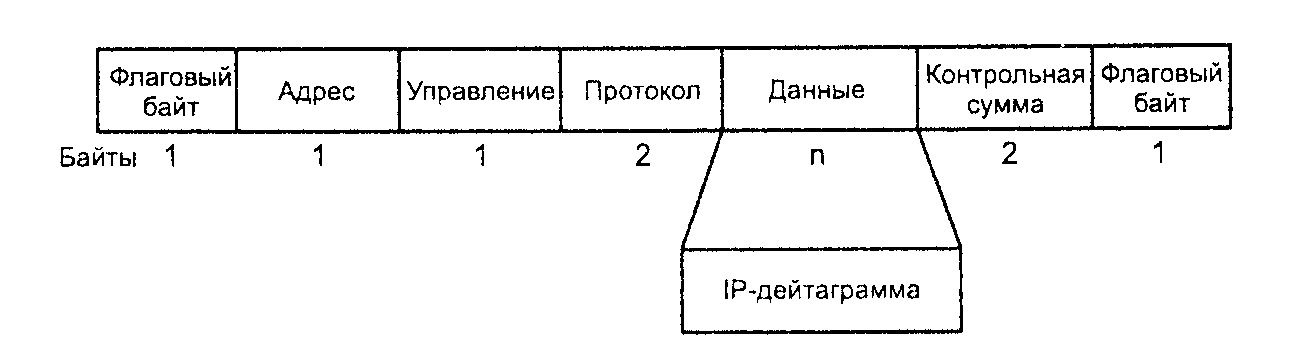 Флаговый байт
Адрес
Управление
Протокол
Данные
Контрольная сумма
Флаговый байт
Байты 1 1 1 2 n 2 1
IP-дейтаграмма